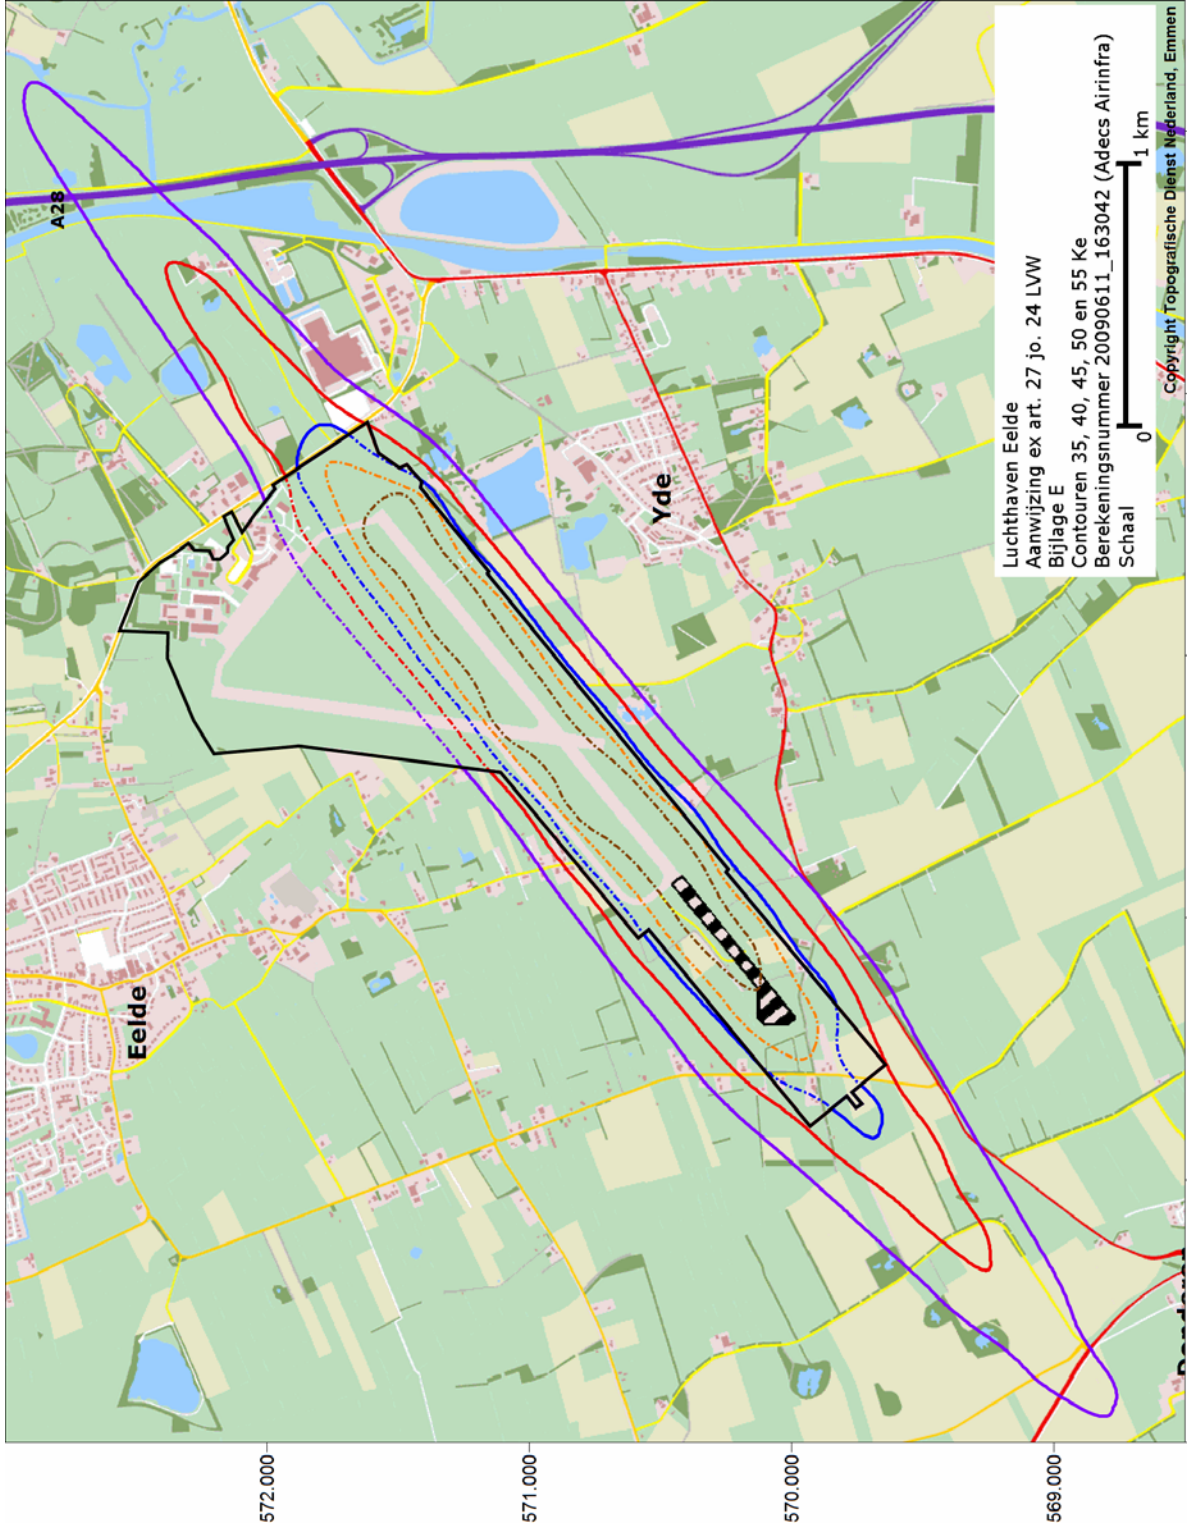 A28
Eelde
Yde
Luchthaven Eelde
Aanwijzing ex art. 27 jo. 24 LVW
Bijlage E
Contouren 35, 40, 45, 50 en 55 Ke
Berekeningsnummer 20090611_163042 (Adecs Airinfra)
Schaal
0
1 km
Copyright Topografische Dienst Nederland, Emmen
572.000
571.000
570.000
569.000